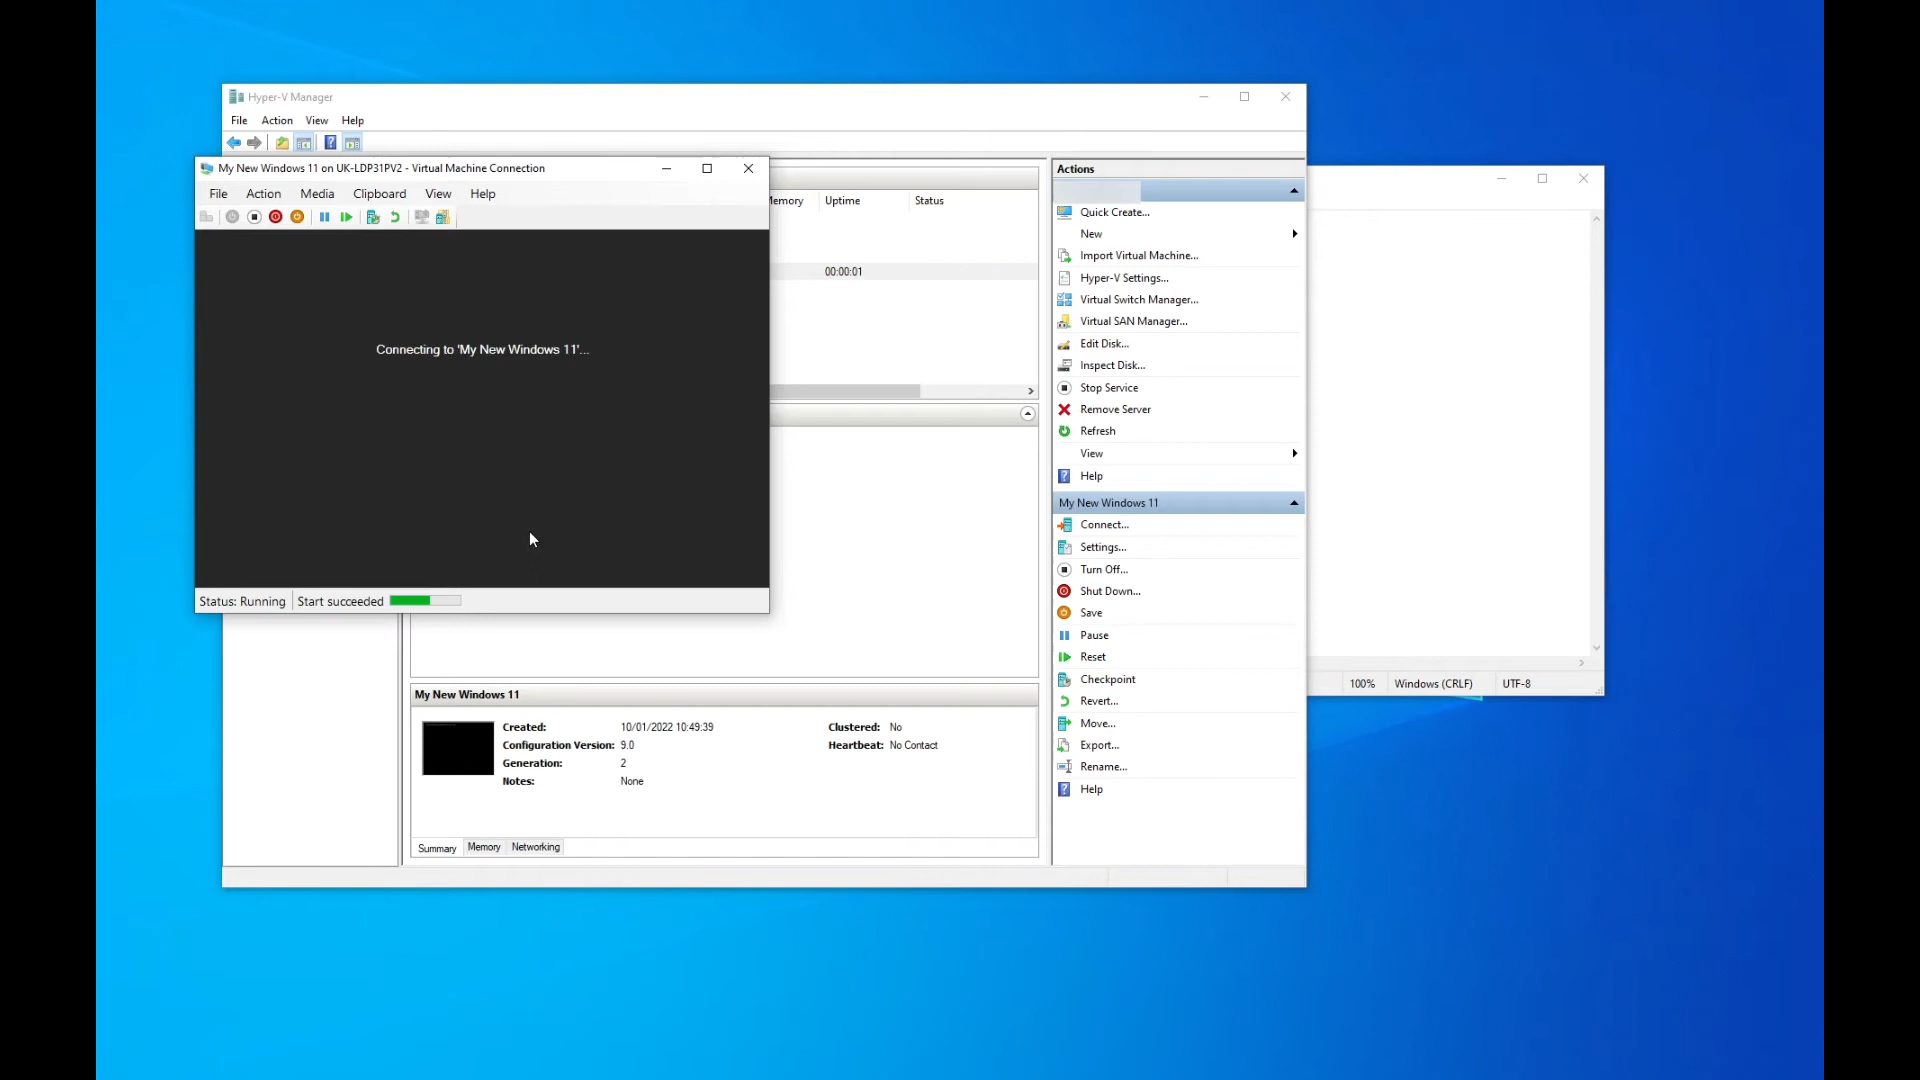 Hyper-V Manager
File Action View Help
My New Windows 11 on UK-LDP31PV2 - Virtual Machine Connection
File Action Media Clipboard View Help
Connecting to 'My New Windows 11'...
Status: Running Start succeeded
Uptime Status
00:00:01
My New Windows 11
Created: 10/01/2022 10:49:39 Clustered: No
Configuration Version: 9.0 Heartbeat: No Contact
Generation: 2
Notes: None
Summary Memory Networking
Actions
Quick Create...
New
Import Virtual Machine...
Hyper-V Settings...
Virtual Switch Manager...
Virtual SAN Manager...
Edit Disk...
Inspect Disk...
Stop Service
Remove Server
Refresh
View
Help
My New Windows 11
Connect...
Settings...
Turn Off...
Shut Down...
Save
Pause
Reset
Checkpoint
Revert...
Move...
Export...
Rename...
Help
100% Windows (CRLF) UTF-8